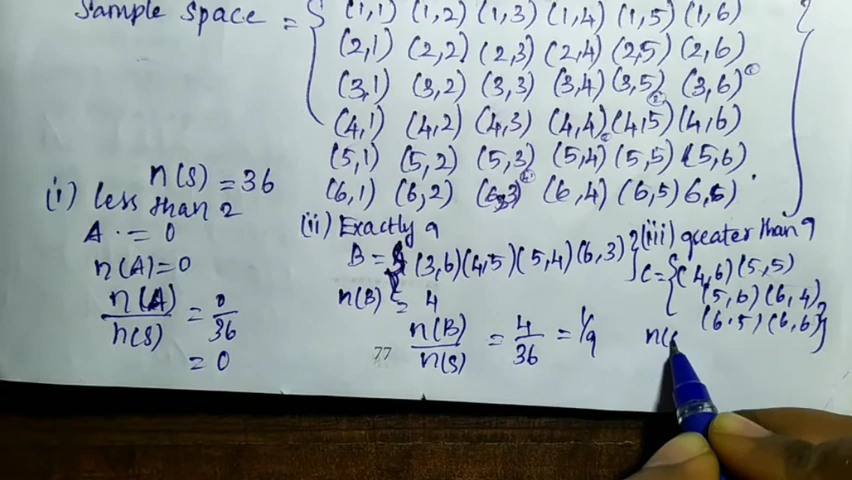 Sample Space = { (1,1) (1,2) (1,3) (1,4) (1,5) (1,6) }
(2,1) (2,2) (2,3) (2,4) (2,5) (2,6)
(3,1) (3,2) (3,3) (3,4) (3,5) (3,6) ①
(4,1) (4,2) (4,3) (4,4) (4,5) ② (4,6)
(5,1) (5,2) (5,3) (5,4) (5,5) (5,6)
(6,1) (6,2) (6,3) (6,4) (6,5) 6,6) .
n(S) = 36
(i) less than 2
A = 0
n(A) = 0
n(A)/n(S) = 0/36
= 0
(ii) Exactly 9
B = { (3,6) (4,5) (5,4) (6,3) }
n(B) = 4
n(B)/n(S) = 4/36 = 1/9
(iii) greater than 9
C = { (4,6) (5,5)
(5,6) (6,4)
(6,5) (6,6) }
n(
77